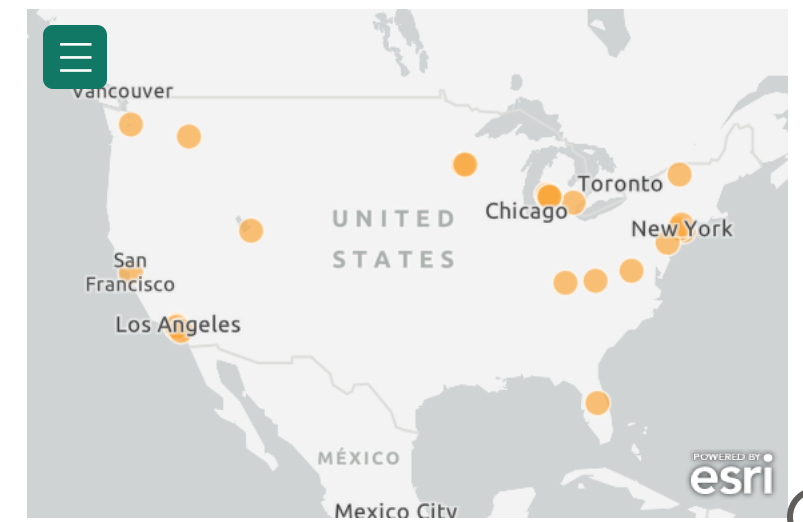 Vancouver
Toronto
Chicago
UNITED
STATES
New York
San
Francisco
Los Angeles
MÉXICO
POWERED BY
esri
Mexico City